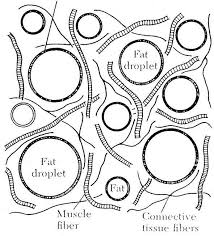 Fat
droplet
Fat
droplet
Fat
Muscle
fiber
Connective
tissue fibers